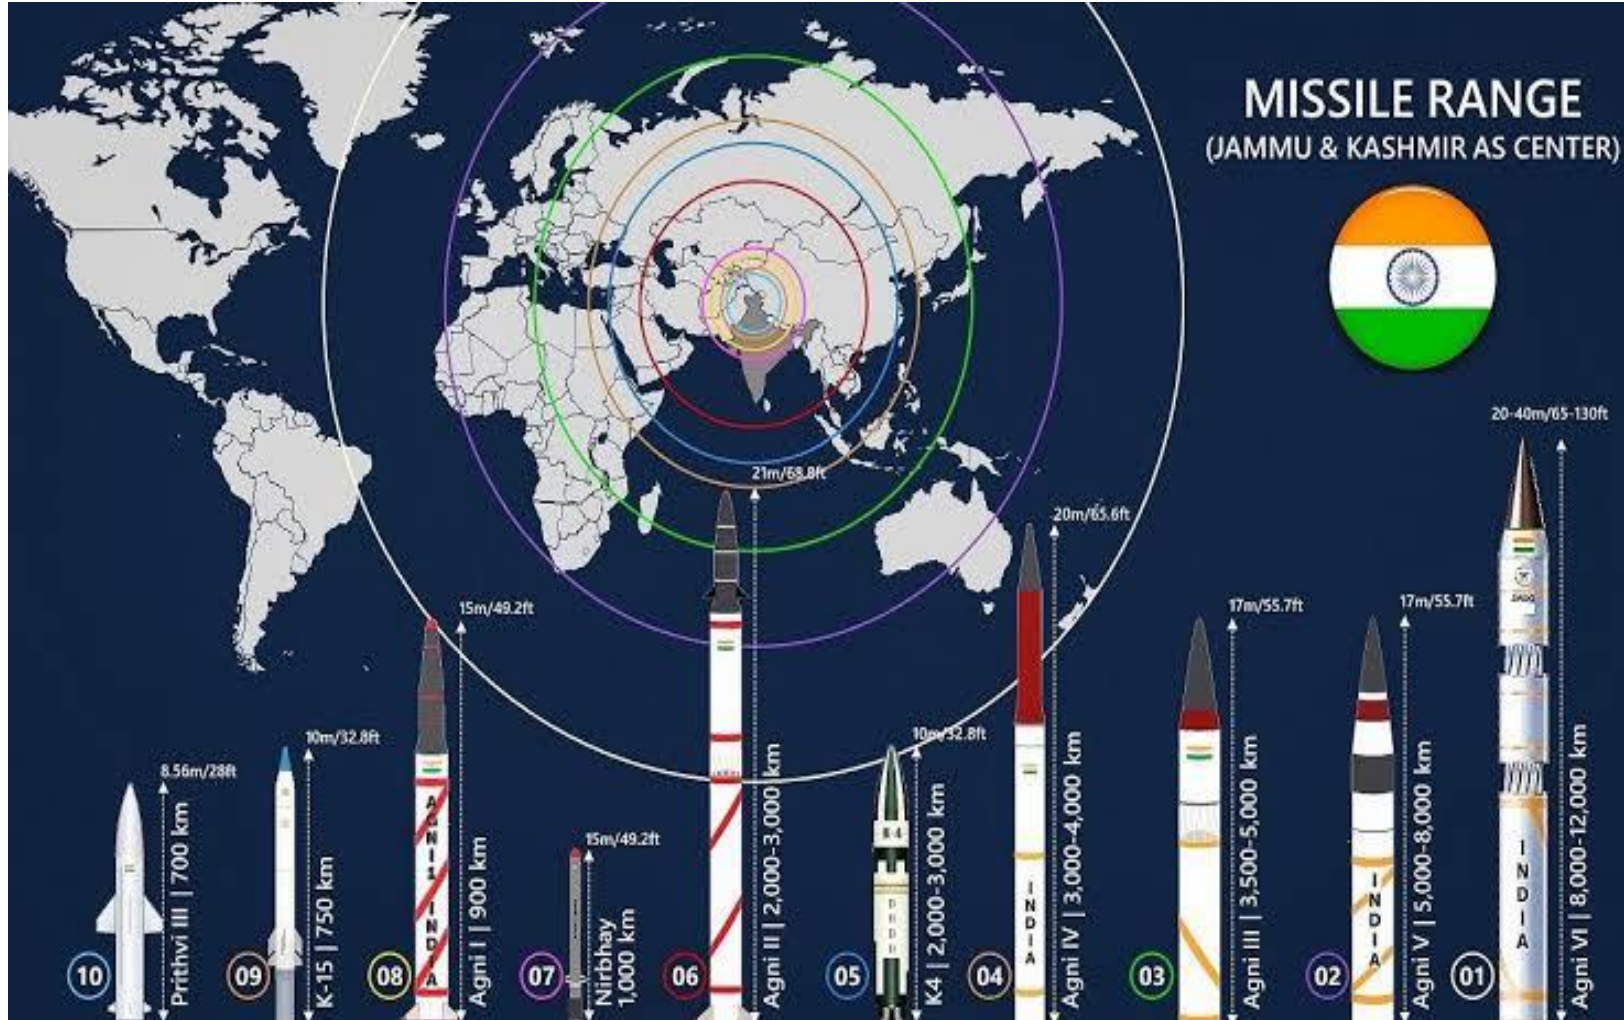 MISSILE RANGE
(JAMMU & KASHMIR AS CENTER)
20-40m/65-130ft
21m/68.8ft
20m/65.6ft
15m/49.2ft
17m/55.7ft
17m/55.7ft
10m/32.8ft
10m/32.8ft
8.56m/28ft
15m/49.2ft
10
Prithvi III | 700 km
09
K-15 | 750 km
08
AGNI1 INDIA
Agni I | 900 km
07
Nirbhay
1,000 km
06
Agni II | 2,000-3,000 km
05
K-4
K4 | 2,000-3,000 km
04
INDIA
Agni IV | 3,000-4,000 km
03
Agni III | 3,500-5,000 km
02
INDIA
Agni V | 5,000-8,000 km
01
INDIA
Agni VI | 8,000-12,000 km